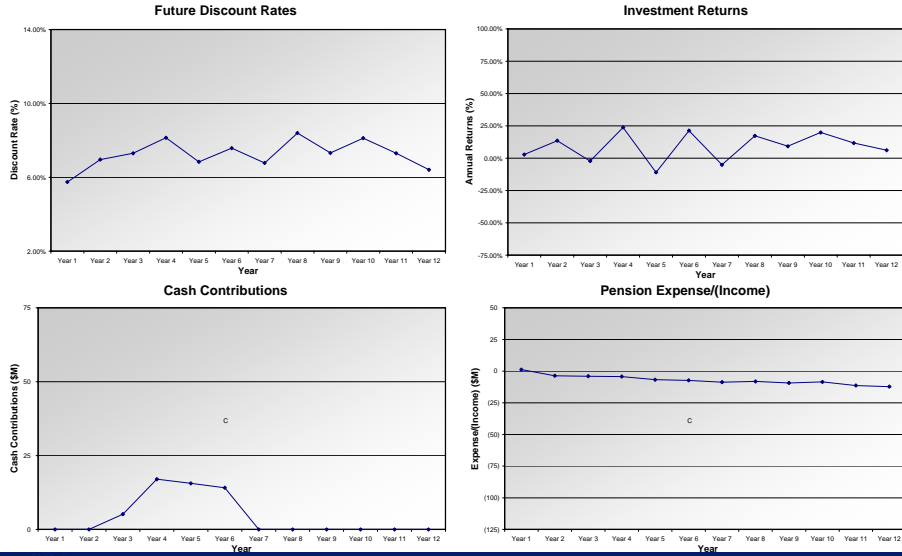 Future Discount Rates
14.00%
10.00%
6.00%
2.00%
Discount Rate (%)
Year 1 Year 2 Year 3 Year 4 Year 5 Year 6 Year 7 Year 8 Year 9 Year 10 Year 11 Year 12
Year
Investment Returns
100.00%
75.00%
50.00%
25.00%
0.00%
-25.00%
-50.00%
-75.00%
Annual Returns (%)
Year 1 Year 2 Year 3 Year 4 Year 5 Year 6 Year 7 Year 8 Year 9 Year 10 Year 11 Year 12
Year
Cash Contributions
75
50
25
0
Cash Contributions ($M)
C
Year 1 Year 2 Year 3 Year 4 Year 5 Year 6 Year 7 Year 8 Year 9 Year 10 Year 11 Year 12
Year
Pension Expense/(Income)
50
25
0
(25)
(50)
(75)
(100)
(125)
Expense/(Income) ($M)
C
Year 1 Year 2 Year 3 Year 4 Year 5 Year 6 Year 7 Year 8 Year 9 Year 10 Year 11 Year 12
Year